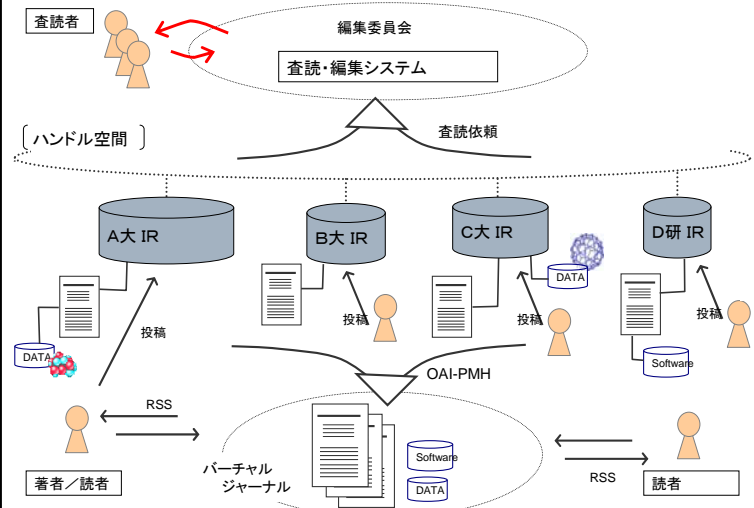 査読者
編集委員会
査読・編集システム
ハンドル空間
査読依頼
A大 IR
B大 IR
C大 IR
D研 IR
DATA
投稿
投稿
投稿
投稿
DATA
Software
OAI-PMH
RSS
バーチャル
ジャーナル
Software
DATA
RSS
著者／読者
読者